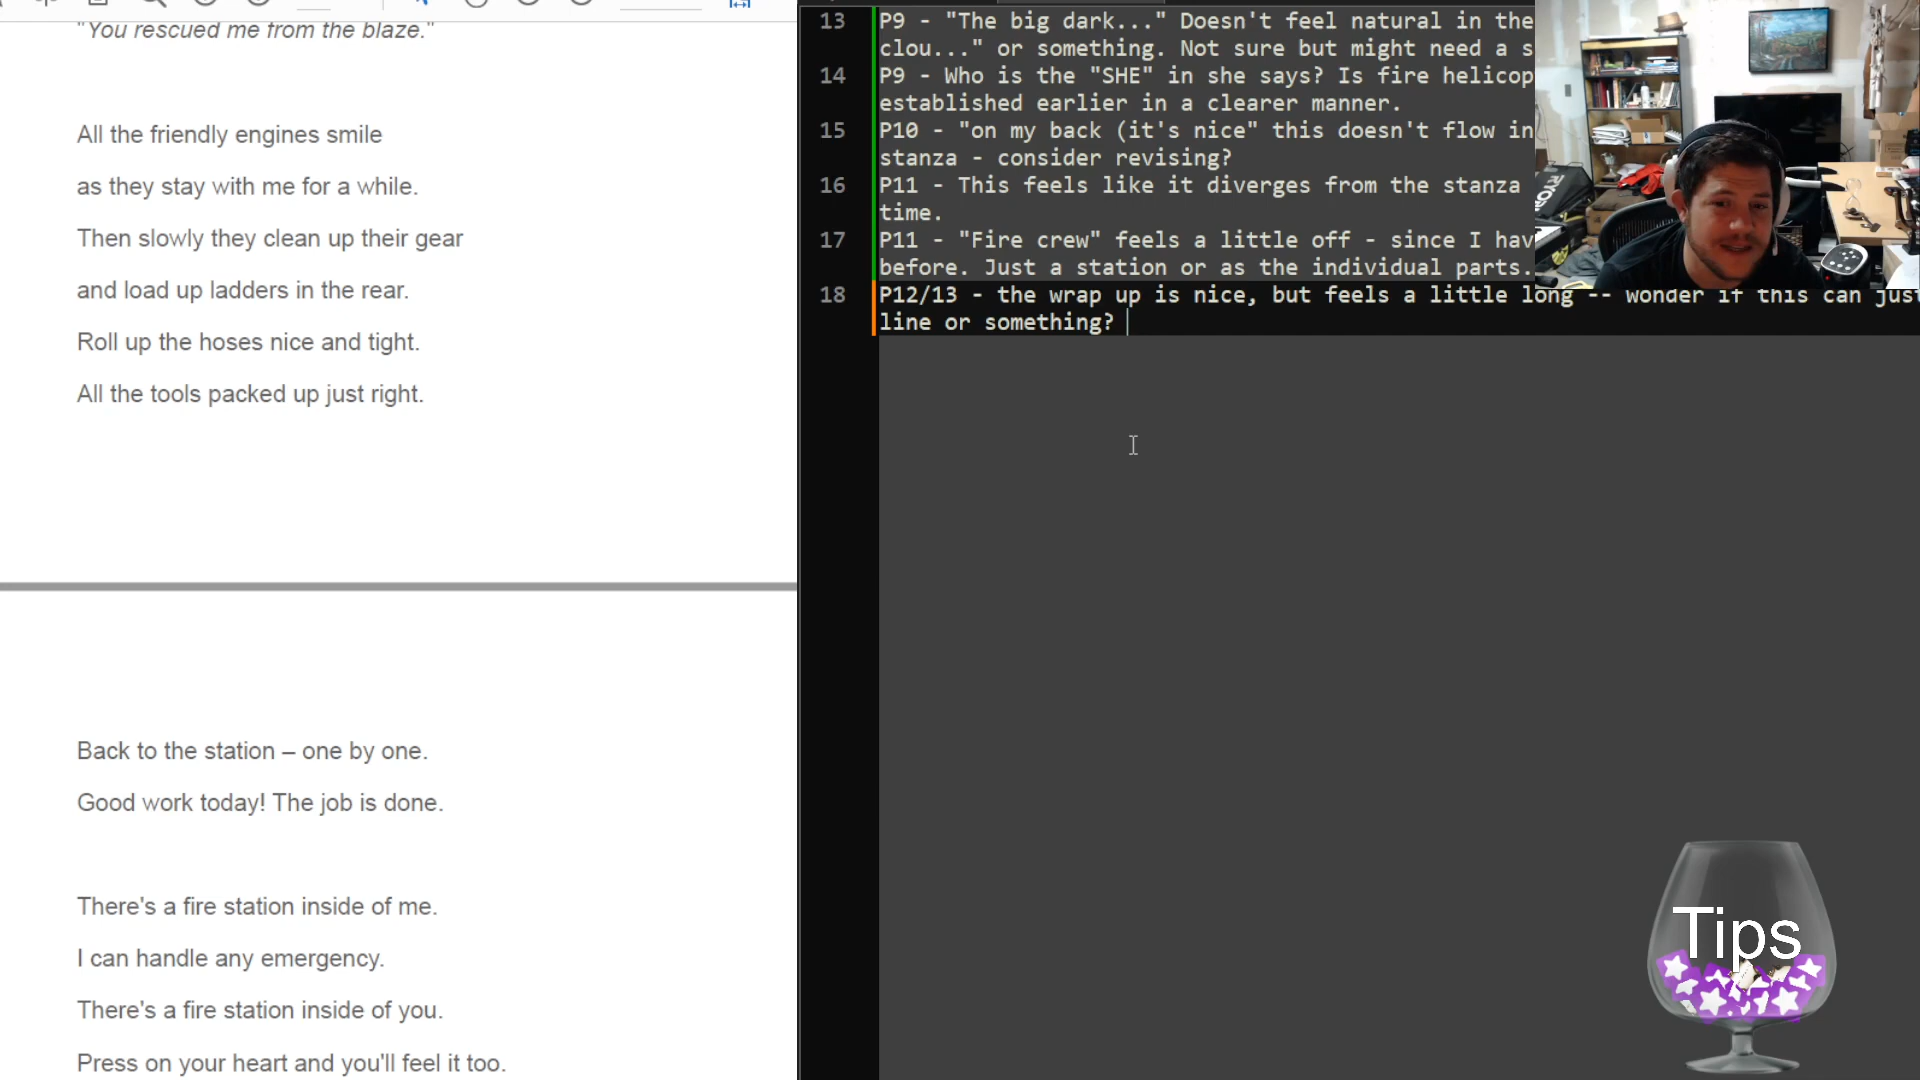 "You rescued me from the blaze."
All the friendly engines smile
as they stay with me for a while.
Then slowly they clean up their gear
and load up ladders in the rear.
Roll up the hoses nice and tight.
All the tools packed up just right.
Back to the station – one by one.
Good work today! The job is done.
There's a fire station inside of me.
I can handle any emergency.
There's a fire station inside of you.
Press on your heart and you'll feel it too.
13 P9 - "The big dark..." Doesn't feel natural in the
clou..." or something. Not sure but might need a s
14 P9 - Who is the "SHE" in she says? Is fire helicop
established earlier in a clearer manner.
15 P10 - "on my back (it's nice" this doesn't flow in
stanza - consider revising?
16 P11 - This feels like it diverges from the stanza
time.
17 P11 - "Fire crew" feels a little off - since I hav
before. Just a station or as the individual parts.
18 P12/13 - the wrap up is nice, but feels a little long -- wonder if this can just
line or something?
RYOBI
Tips